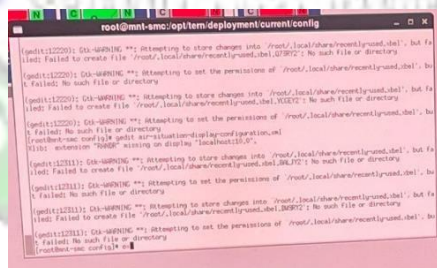 N
N
root@mnt-smc:/opt/tern/deployment/current/config
(gedit:12220): Gtk-WARNING **: Attempting to store changes into '/root/.local/share/recently-used.xbel', but fa
iled: Failed to create file '/root/.local/share/recently-used.xbel': No such file or directory
(gedit:12220): Gtk-WARNING **: Attempting to set the permissions of '/root/.local/share/recently-used.xbel', bu
t failed: No such file or directory
(gedit:12220): Gtk-WARNING **: Attempting to store changes into '/root/.local/share/recently-used.xbel', but fa
iled: Failed to create file '/root/.local/share/recently-used.xbel': No such file or directory
(gedit:12220): Gtk-WARNING **: Attempting to set the permissions of '/root/.local/share/recently-used.xbel', bu
t failed: No such file or directory
[root@mnt-smc config]# gedit air-situation-display-configuration.xml
Xlib: extension "RANDR" missing on display "localhost:10.0".
(gedit:12311): Gtk-WARNING **: Attempting to store changes into '/root/.local/share/recently-used.xbel', but fa
iled: Failed to create file '/root/.local/share/recently-used.xbel': No such file or directory
(gedit:12311): Gtk-WARNING **: Attempting to set the permissions of '/root/.local/share/recently-used.xbel', bu
t failed: No such file or directory
(gedit:12311): Gtk-WARNING **: Attempting to store changes into '/root/.local/share/recently-used.xbel', but fa
iled: Failed to create file '/root/.local/share/recently-used.xbel': No such file or directory
(gedit:12311): Gtk-WARNING **: Attempting to set the permissions of '/root/.local/share/recently-used.xbel', bu
t failed: No such file or directory
[root@mnt-smc config]#